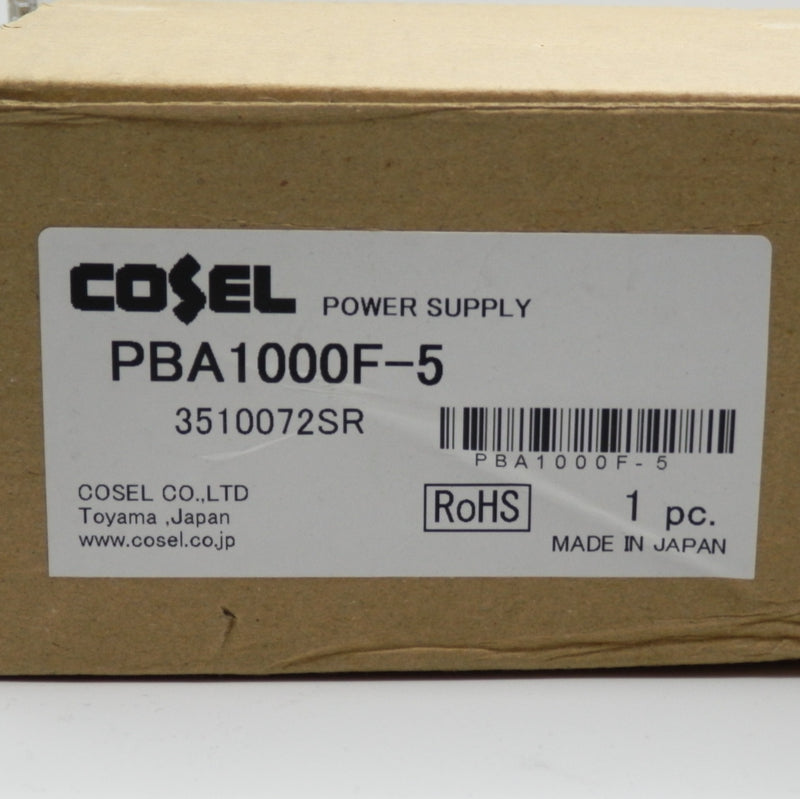 COSEL POWER SUPPLY
PBA1000F-5
3510072SR
PBA1000F-5
COSEL CO.,LTD
Toyama ,Japan
www.cosel.co.jp
RoHS
1 pc.
MADE IN JAPAN